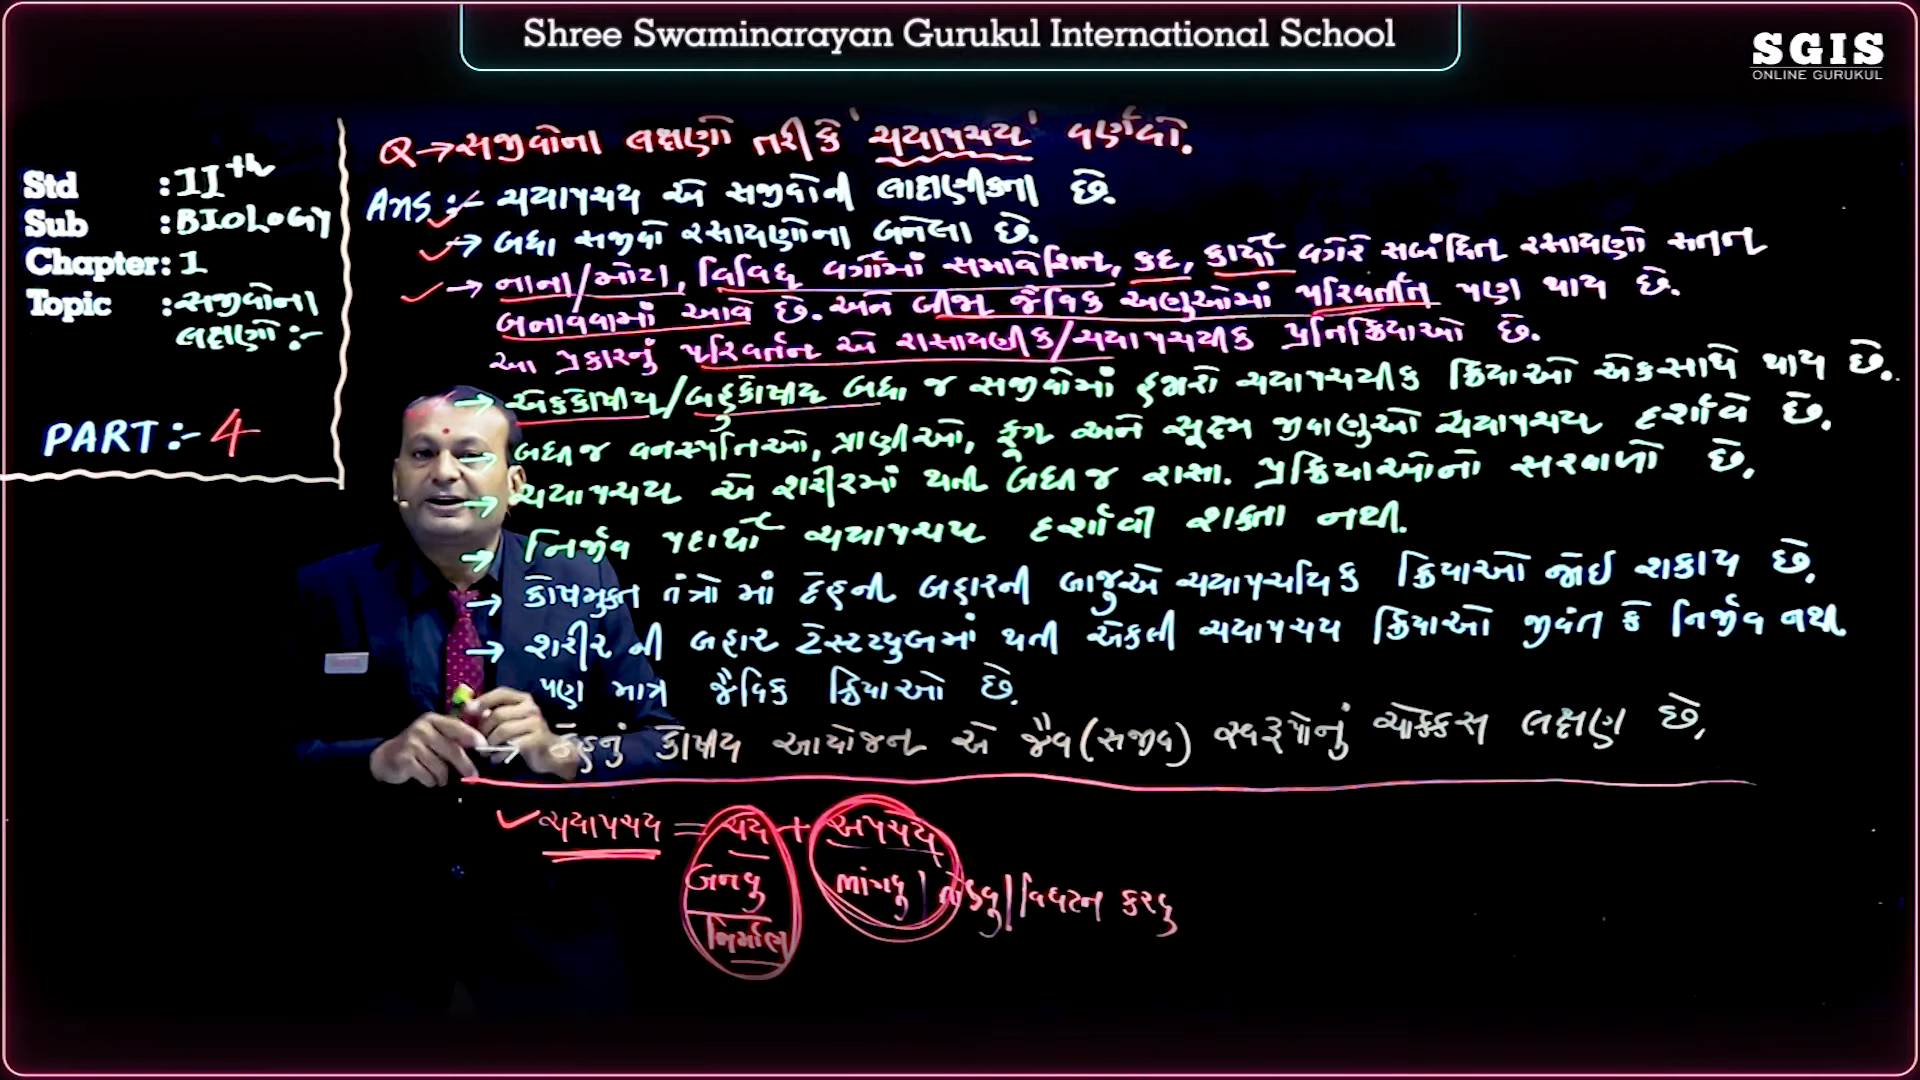 Shree Swaminarayan Gurukul International School
SGIS
ONLINE GURUKUL
Std : 11th
Sub : BIOLOGY
Chapter: 1
Topic : સજીવોના
લક્ષણો :-
PART :- 4
Q → સજીવોના લક્ષણો તરીકે 'ચયાપચય' વર્ણવો.
Ans :- ચયાપચય એ સજીવોની લાક્ષણીકતા છે.
→ બધા સજીવો રસાયણોના બનેલા છે.
→ નાના/મોટા, વિવિધ વર્ગોમાં સમાવેશિત, કદ, કાર્યો વગેરે સબંધિત રસાયણો સતત
બનાવવામાં આવે છે. અને બીજા જૈવિક અણુઓમાં પરિવર્તીત પણ થાય છે.
આ પ્રકારનું પરિવર્તન એ રાસાયણીક/ચયાપચયીક પ્રતિક્રિયાઓ છે.
→ એકકોષીય/બહુકોષીય બધા જ સજીવોમાં હજારો ચયાપચયીક ક્રિયાઓ એકસાથે થાય છે.
→ બધા જ વનસ્પતિઓ, પ્રાણીઓ, ફૂગ અને સૂક્ષ્મ જીવાણુઓ ચયાપચય દર્શાવે છે.
→ ચયાપચય એ શરીરમાં થતી બધી જ રાસા. પ્રક્રિયાઓનો સરવાળો છે.
→ નિર્જીવ પદાર્થો ચયાપચય દર્શાવી શકતા નથી.
→ કોષમુક્ત તંત્રો માં દેહની બહારની બાજુએ ચયાપચયિક ક્રિયાઓ જોઈ શકાય છે.
→ શરીર ની બહાર ટેસ્ટટ્યુબમાં થતી એકલી ચયાપચય ક્રિયાઓ જીવંત કે નિર્જીવ નથી
પણ માત્ર જૈવિક ક્રિયાઓ છે.
→ દેહનું કોષીય આયોજન એ જૈવ (સજીવ) સ્વરૂપોનું ચોક્કસ લક્ષણ છે.
ચયાપચય = ચય + અપચય
બનવુ ભાંગવુ | તોડવુ | વિઘટન કરવુ
નિર્માણ